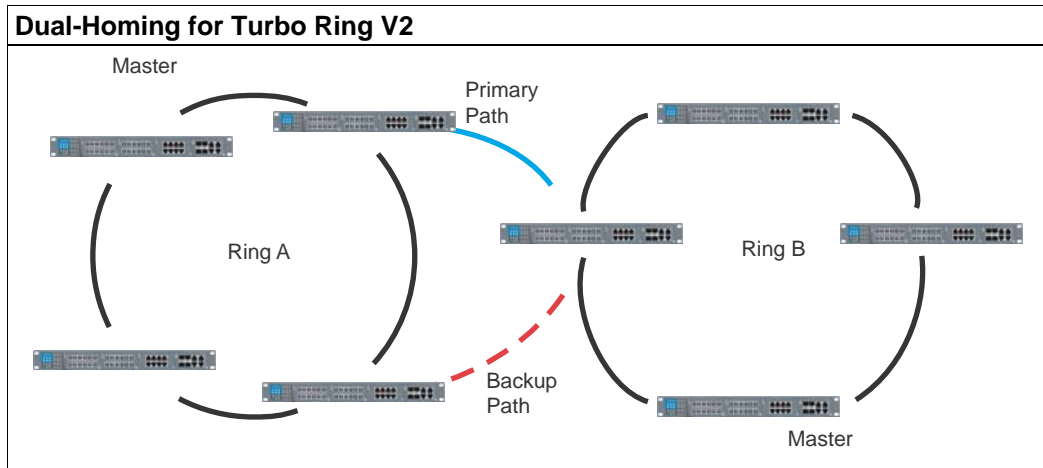 Dual-Homing for Turbo Ring V2
Master
Primary
Path
Ring A
Ring B
Backup
Path
Master